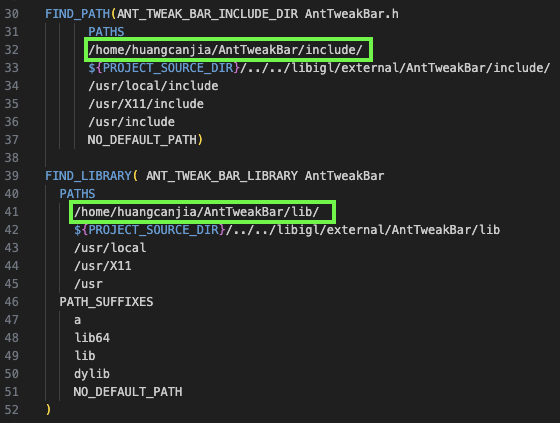 30 FIND_PATH(ANT_TWEAK_BAR_INCLUDE_DIR AntTweakBar.h
31 PATHS
32 /home/huangcanjia/AntTweakBar/include/
33 ${PROJECT_SOURCE_DIR}/../../libigl/external/AntTweakBar/include/
34 /usr/local/include
35 /usr/X11/include
36 /usr/include
37 NO_DEFAULT_PATH)
38
39 FIND_LIBRARY( ANT_TWEAK_BAR_LIBRARY AntTweakBar
40 PATHS
41 /home/huangcanjia/AntTweakBar/lib/
42 ${PROJECT_SOURCE_DIR}/../../libigl/external/AntTweakBar/lib
43 /usr/local
44 /usr/X11
45 /usr
46 PATH_SUFFIXES
47 a
48 lib64
49 lib
50 dylib
51 NO_DEFAULT_PATH
52 )